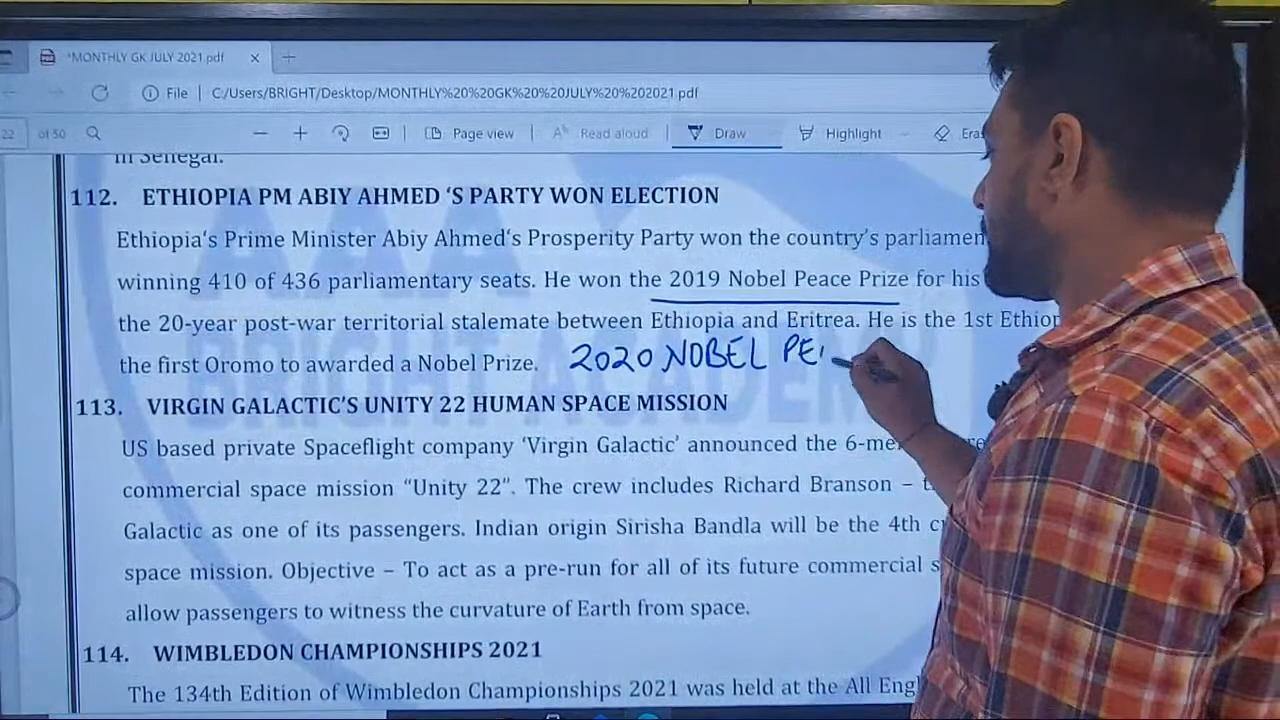 *MONTHLY GK JULY 2021.pdf
File | C:/Users/BRIGHT/Desktop/MONTHLY%20%20GK%20%20JULY%20%202021.pdf
22 of 50 Page view Read aloud Draw Highlight Eras
in Senegal.
112. ETHIOPIA PM ABIY AHMED ‘S PARTY WON ELECTION
Ethiopia‘s Prime Minister Abiy Ahmed‘s Prosperity Party won the country’s parliamen
winning 410 of 436 parliamentary seats. He won the 2019 Nobel Peace Prize for his
the 20-year post-war territorial stalemate between Ethiopia and Eritrea. He is the 1st Ethior
the first Oromo to awarded a Nobel Prize. 2020 NOBEL PE
113. VIRGIN GALACTIC’S UNITY 22 HUMAN SPACE MISSION
US based private Spaceflight company ‘Virgin Galactic’ announced the 6-me
commercial space mission “Unity 22”. The crew includes Richard Branson –
Galactic as one of its passengers. Indian origin Sirisha Bandla will be the 4th
space mission. Objective – To act as a pre-run for all of its future commercial s
allow passengers to witness the curvature of Earth from space.
114. WIMBLEDON CHAMPIONSHIPS 2021
The 134th Edition of Wimbledon Championships 2021 was held at the All Eng
AAA
BRIGHT ACADEMY